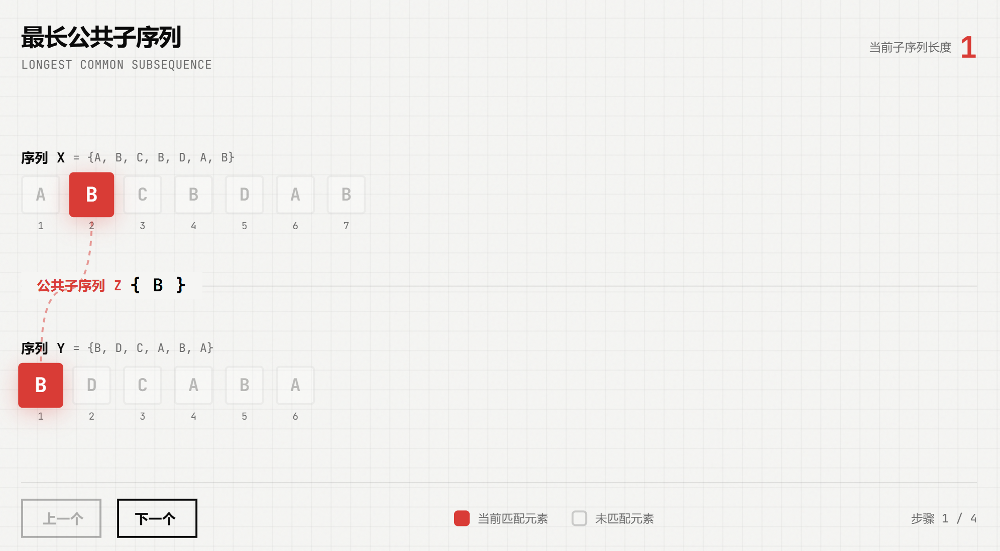 最长公共子序列
LONGEST COMMON SUBSEQUENCE
当前子序列长度 1
序列 X = {A, B, C, B, D, A, B}
A B C B D A B
1 2 3 4 5 6 7
公共子序列 Z { B }
序列 Y = {B, D, C, A, B, A}
B D C A B A
1 2 3 4 5 6
上一个 下一个 当前匹配元素 未匹配元素 步骤 1 / 4